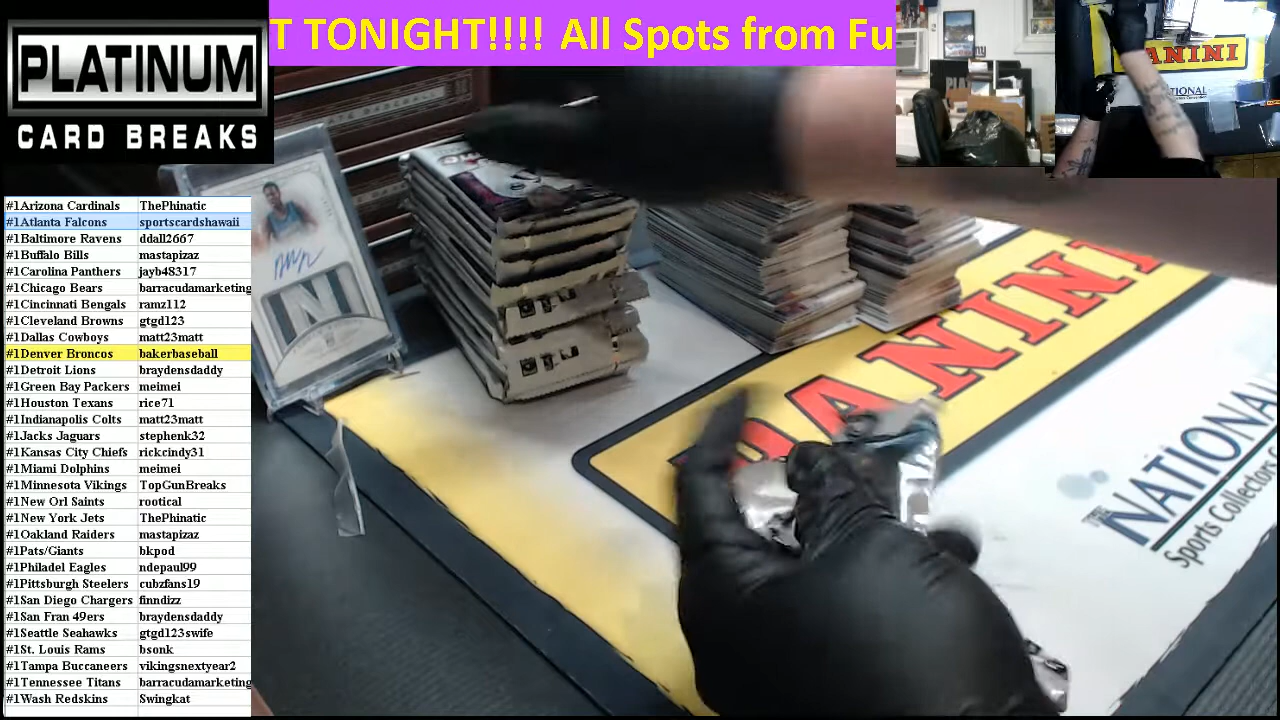 PLATINUM
CARD BREAKS
T TONIGHT!!!! All Spots from Fu
ANINI
#1Arizona Cardinals ThePhinatic
#1Atlanta Falcons sportscardshawaii
#1Baltimore Ravens ddall2667
#1Buffalo Bills mastapizaz
#1Carolina Panthers jayb48317
#1Chicago Bears barracudamarketing
#1Cincinnati Bengals ramz112
#1Cleveland Browns gtgd123
#1Dallas Cowboys matt23matt
#1Denver Broncos bakerbaseball
#1Detroit Lions braydensdaddy
#1Green Bay Packers meimei
#1Houston Texans rice71
#1Indianapolis Colts matt23matt
#1Jacks Jaguars stephenk32
#1Kansas City Chiefs rickcindy31
#1Miami Dolphins meimei
#1Minnesota Vikings TopGunBreaks
#1New Orl Saints rootical
#1New York Jets ThePhinatic
#1Oakland Raiders mastapizaz
#1Pats/Giants bkpod
#1Philadel Eagles ndepaul99
#1Pittsburgh Steelers cubzfans19
#1San Diego Chargers finndizz
#1San Fran 49ers braydensdaddy
#1Seattle Seahawks gtgd123swife
#1St. Louis Rams bsonk
#1Tampa Buccaneers vikingsnextyear2
#1Tennessee Titans barracudamarketing
#1Wash Redskins Swingkat
N
PANINI
THE NATIONAL
Sports Collectors